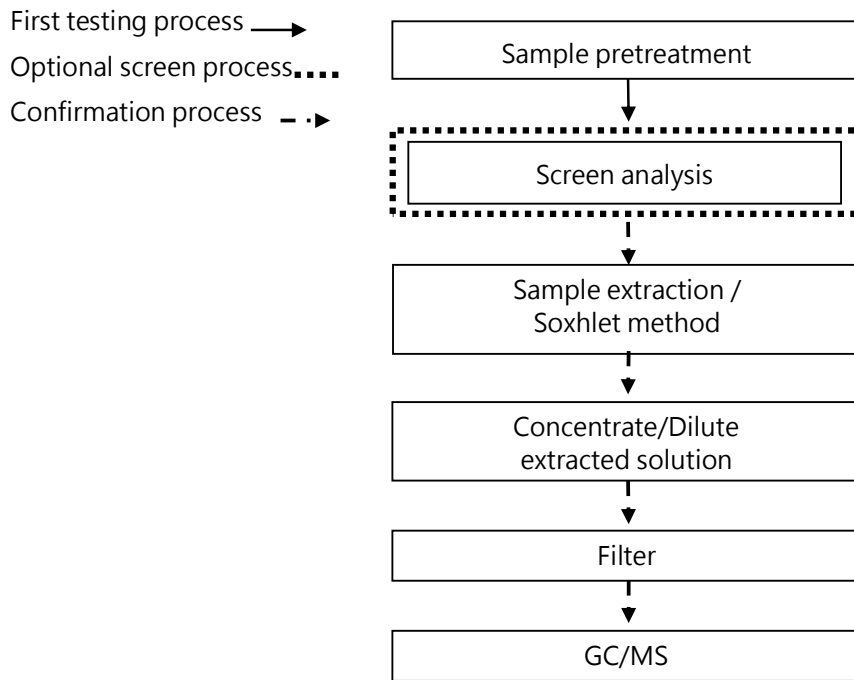 First testing process
Optional screen process
Confirmation process
Sample pretreatment
Screen analysis
Sample extraction /
Soxhlet method
Concentrate/Dilute
extracted solution
Filter
GC/MS